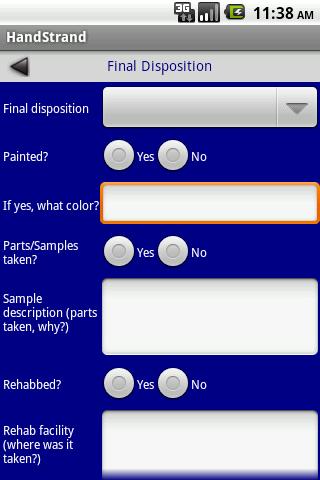 3G 11:38 AM
HandStrand
Final Disposition
Final disposition
Painted? Yes No
If yes, what color?
Parts/Samples
taken? Yes No
Sample
description (parts
taken, why?)
Rehabbed? Yes No
Rehab facility
(where was it
taken?)